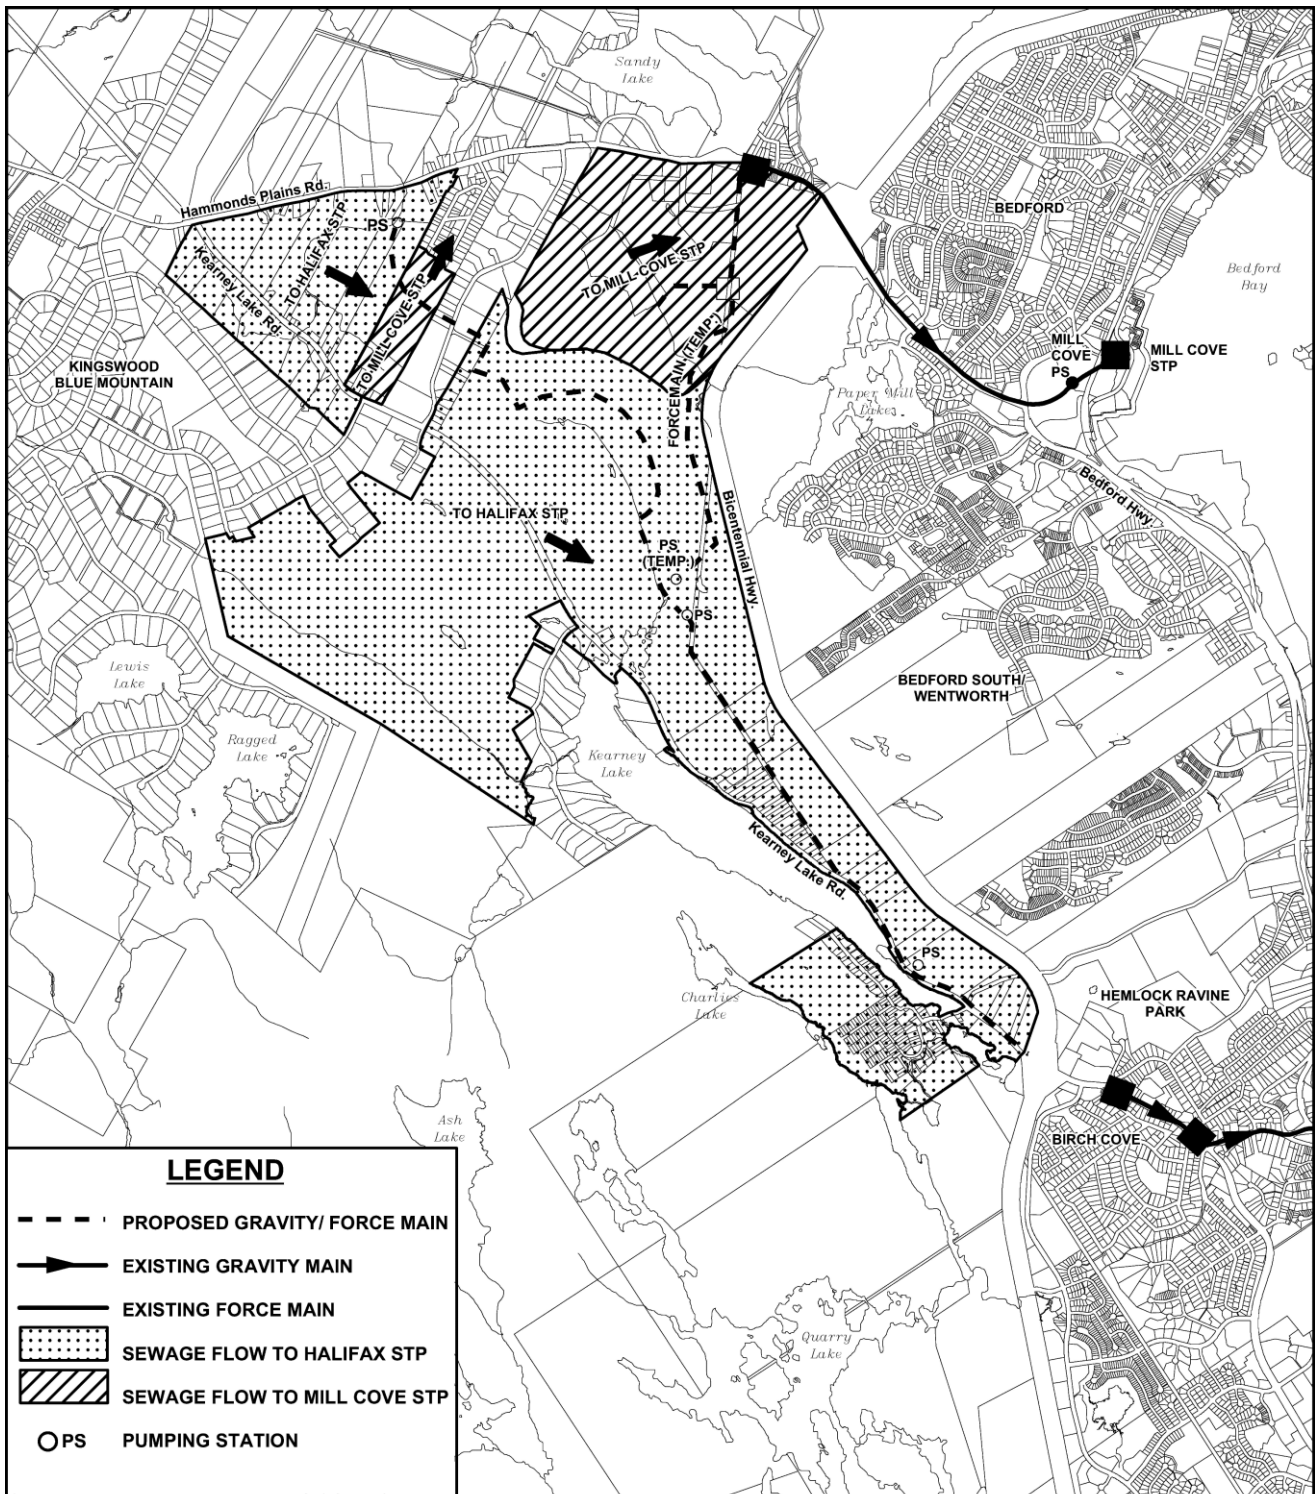 Sandy
Lake
Hammonds Plains Rd.
BEDFORD
PS
TO HALIFAX STP
Kearney Lake Rd.
TO MILL COVE STP
TO MILL COVE STP
Bedford
Bay
MILL
COVE
PS
MILL COVE
STP
KINGSWOOD
BLUE MOUNTAIN
FORCEMAIN (TEMP.)
Paper Mill
Lake
Bedford Hwy.
TO HALIFAX STP
Bicentennial Hwy.
PS
(TEMP.)
PS
Lewis
Lake
BEDFORD SOUTH/
WENTWORTH
Ragged
Lake
Kearney
Lake
Kearney Lake Rd.
PS
Charlies
Lake
HEMLOCK RAVINE
PARK
Ash
Lake
BIRCH COVE
Quarry
Lake
LEGEND
PROPOSED GRAVITY/ FORCE MAIN
EXISTING GRAVITY MAIN
EXISTING FORCE MAIN
SEWAGE FLOW TO HALIFAX STP
SEWAGE FLOW TO MILL COVE STP
PS PUMPING STATION